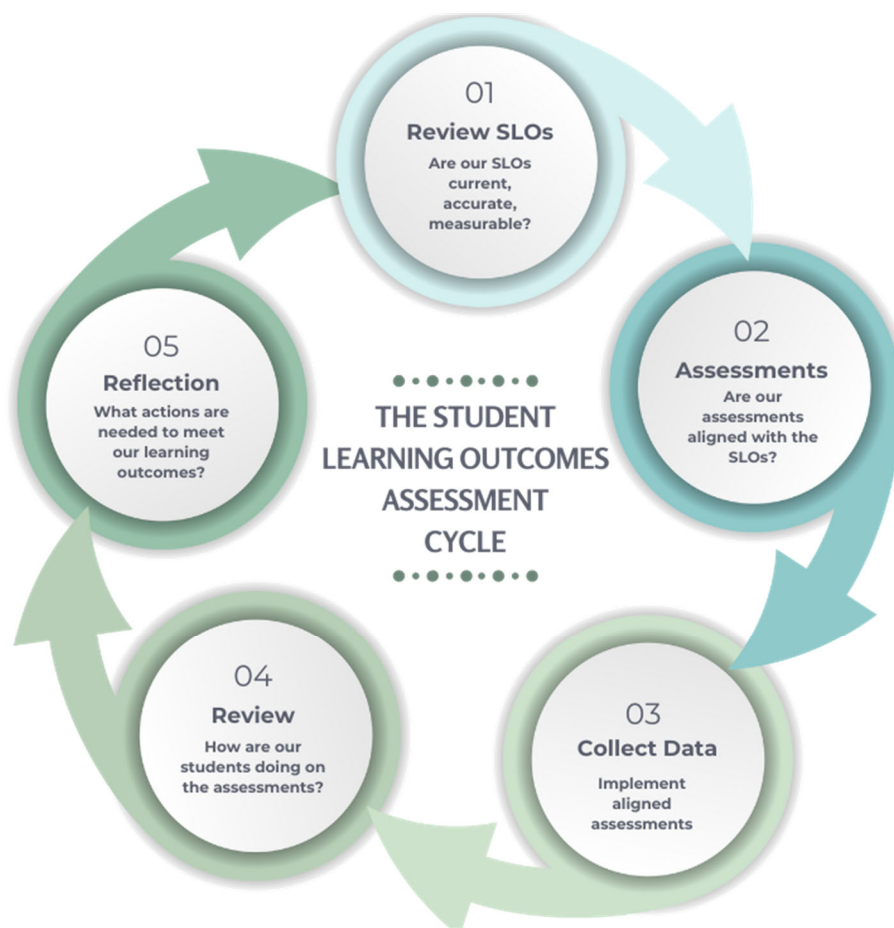 01
Review SLOs
Are our SLOs
current,
accurate,
measurable?
02
Assessments
Are our
assessments
aligned with the
SLOs?
03
Collect Data
Implement
aligned
assessments
04
Review
How are our
students doing on
the assessments?
05
Reflection
What actions are
needed to meet
our learning
outcomes?
THE STUDENT
LEARNING OUTCOMES
ASSESSMENT
CYCLE